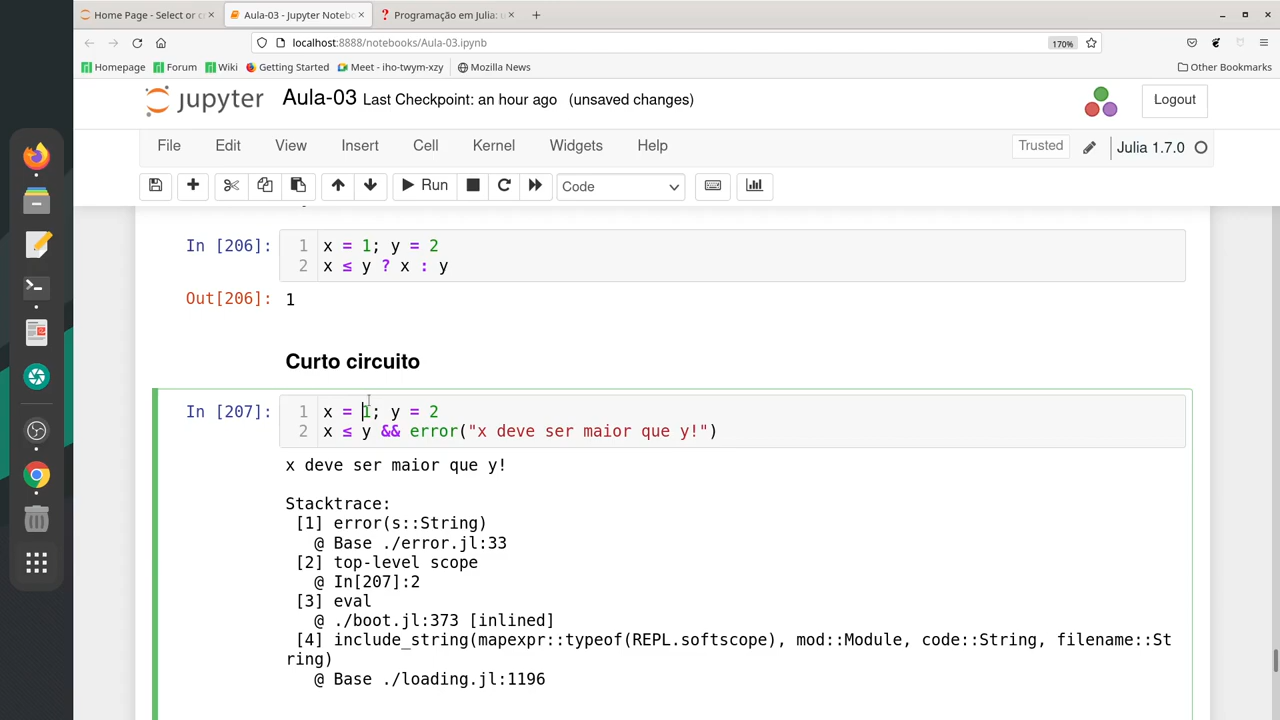 Home Page - Select or c
Aula-03 - Jupyter Noteb
Programação em Julia: u
localhost:8888/notebooks/Aula-03.ipynb
170%
Homepage
Forum
Wiki
Getting Started
Meet - iho-twym-xzy
Mozilla News
Other Bookmarks
jupyter
Aula-03 Last Checkpoint: an hour ago (unsaved changes)
Logout
File Edit View Insert Cell Kernel Widgets Help
Trusted
Julia 1.7.0
Run
Code
In [206]:
1 x = 1; y = 2
2 x ≤ y ? x : y
Out[206]: 1
Curto circuito
In [207]:
1 x = 1; y = 2
2 x ≤ y && error("x deve ser maior que y!")
x deve ser maior que y!
Stacktrace:
[1] error(s::String)
@ Base ./error.jl:33
[2] top-level scope
@ In[207]:2
[3] eval
@ ./boot.jl:373 [inlined]
[4] include_string(mapexpr::typeof(REPL.softscope), mod::Module, code::String, filename::St
ring)
@ Base ./loading.jl:1196